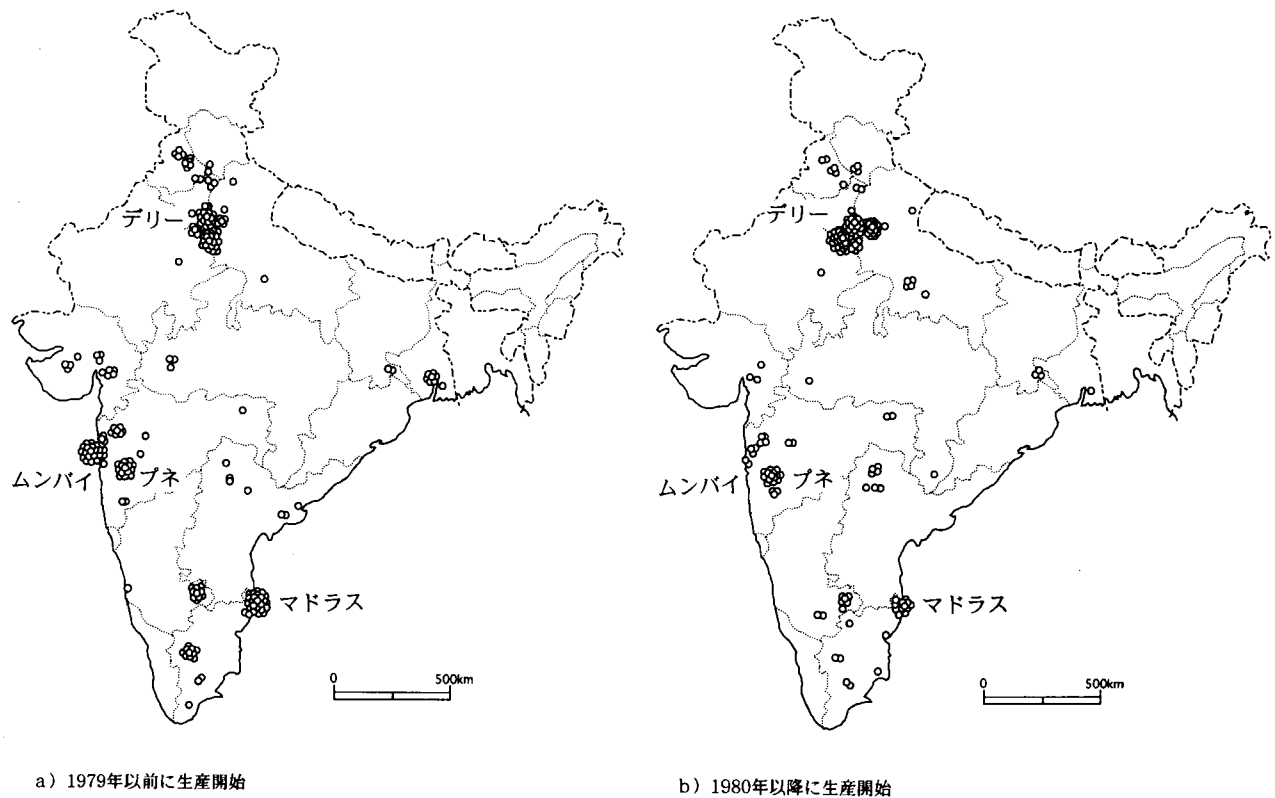 デリー
ムンバイ
プネ
マドラス
0 500km
a) 1979年以前に生産開始
デリー
ムンバイ
プネ
マドラス
0 500km
b) 1980年以降に生産開始